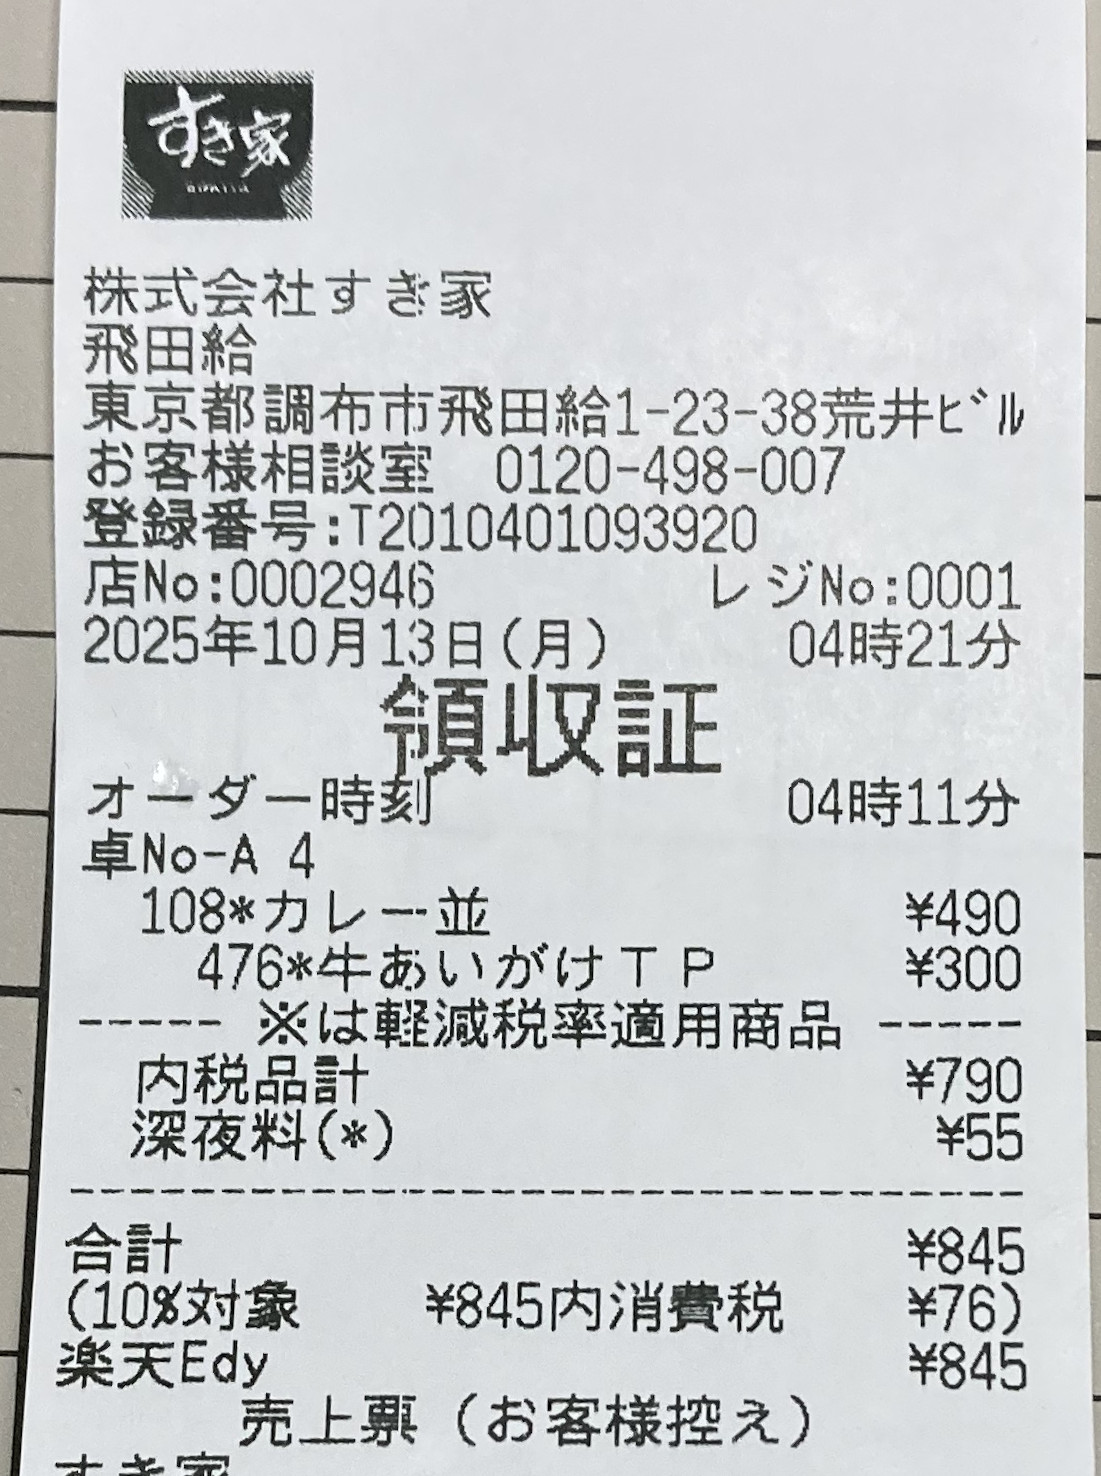 すき家
株式会社すき家
飛田給
東京都調布市飛田給1-23-38荒井ビル
お客様相談室 0120-498-007
登録番号:T2010401093920
店No:0002946 レジNo:0001
2025年10月13日(月) 04時21分
領収証
オーダー時刻 04時11分
卓No-A 4
108*カレー並 ¥490
476*牛あいがけＴＰ ¥300
----- ※は軽減税率適用商品 -----
内税品計 ¥790
深夜料(*) ¥55
--------------------------------
合計 ¥845
(10%対象 ¥845内消費税 ¥76)
楽天Edy ¥845
売上票（お客様控え）
すき家